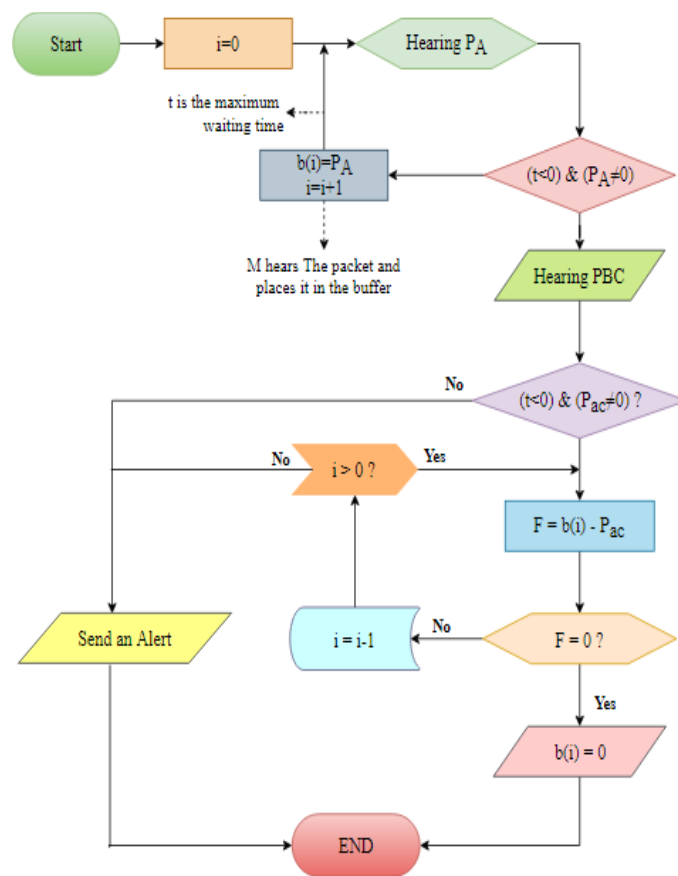 Start
i=0
Hearing PA
t is the maximum
waiting time
b(i)=PA
i=i+1
(t<0) & (PA≠0)
M hears The packet and
places it in the buffer
Hearing PBC
No
(t<0) & (Pac≠0) ?
No
i > 0 ?
Yes
F = b(i) - Pac
Send an Alert
i = i-1
No
F = 0 ?
Yes
b(i) = 0
END